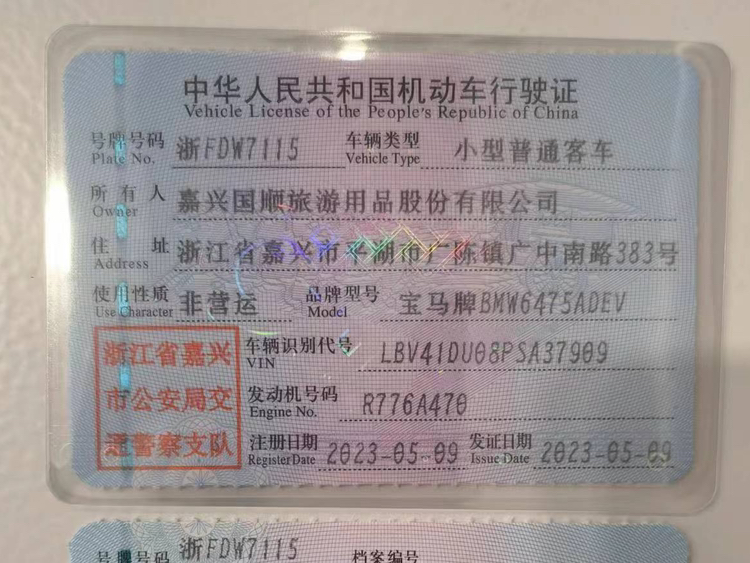 中华人民共和国机动车行驶证
Vehicle License of the People's Republic of China
号牌号码 浙FDW7115 车辆类型 小型普通客车
Plate No. Vehicle Type
所有人 嘉兴国顺旅游用品股份有限公司
Owner
住址 浙江省嘉兴市平湖市广陈镇广中南路383号
Address
使用性质 非营运 品牌型号 宝马牌BMW6475ADEV
Use Character Model
浙江省嘉兴
市公安局交
通警察支队
车辆识别代号 LBV41DU08PSA37909
VIN
发动机号码 R776A470
Engine No.
注册日期 2023-05-09 发证日期 2023-05-09
Register Date Issue Date
号牌号码 浙FDW7115 档案编号